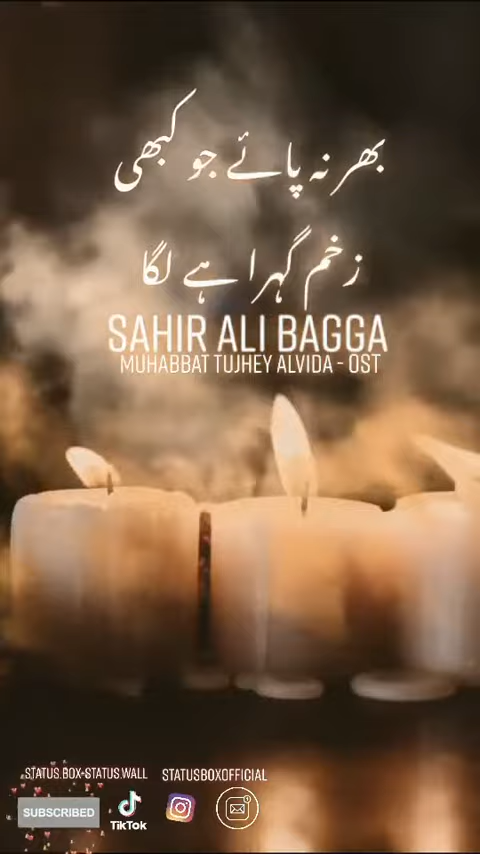 بھر نہ پائے جو کبھی
زخم گہرا ہے لگا
SAHIR ALI BAGGA
MUHABBAT TUJHEY ALVIDA - OST
STATUS.BOX-STATUS.WALL STATUSBOXOFFICIAL
SUBSCRIBED
TikTok